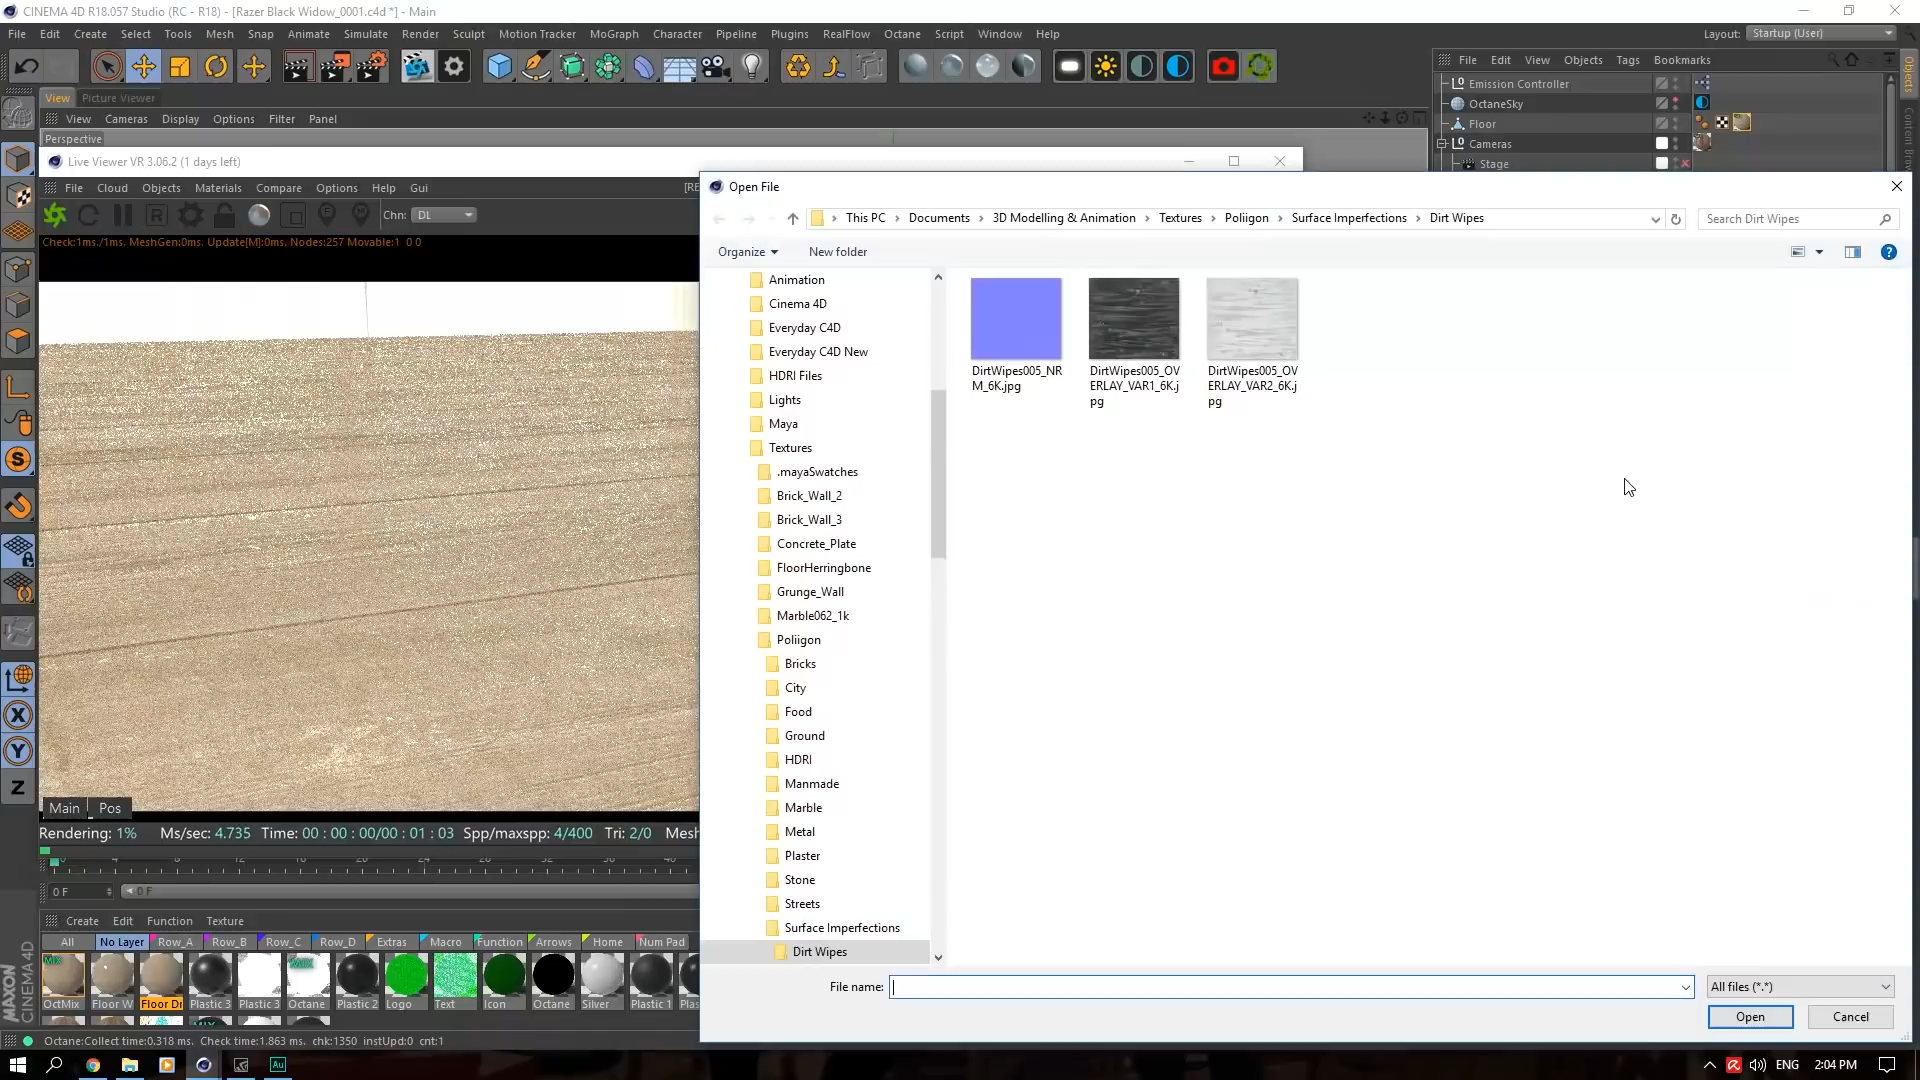 CINEMA 4D R18.057 Studio (RC - R18) - [Razer Black Widow_0001.c4d *] - Main
File Edit Create Select Tools Mesh Snap Animate Simulate Render Sculpt Motion Tracker MoGraph Character Pipeline Plugins RealFlow Octane Script Window Help
Layout: Startup (User)
File Edit View Objects Tags Bookmarks
Objects
View Picture Viewer
View Cameras Display Options Filter Panel
Perspective
Emission Controller
OctaneSky
Floor
Cameras
Stage
Live Viewer VR 3.06.2 (1 days left)
File Cloud Objects Materials Compare Options Help Gui
Chn: DL
Check:1ms./1ms. MeshGen:0ms. Update[M]:0ms. Nodes:257 Movable:1 0 0
Open File
This PC Documents 3D Modelling & Animation Textures Poliigon Surface Imperfections Dirt Wipes
Search Dirt Wipes
Organize New folder
Animation
Cinema 4D
Everyday C4D
Everyday C4D New
HDRI Files
Lights
Maya
Textures
.mayaSwatches
Brick_Wall_2
Brick_Wall_3
Concrete_Plate
FloorHerringbone
Grunge_Wall
Marble062_1k
Poliigon
Bricks
City
Food
Ground
HDRI
Manmade
Marble
Metal
Plaster
Stone
Streets
Surface Imperfections
Dirt Wipes
DirtWipes005_NR DirtWipes005_OV DirtWipes005_OV
M_6K.jpg ERLAY_VAR1_6K.j ERLAY_VAR2_6K.j
pg pg
File name:
All files (*.*)
Open Cancel
Main Pos
Rendering: 1% Ms/sec: 4.735 Time: 00 : 00 : 00/00 : 01 : 03 Spp/maxspp: 4/400 Tri: 2/0 Mesh
0 F 0 F
Create Edit Function Texture
All No Layer Row_A Row_B Row_C Row_D Extras Macro Function Arrows Home Num Pad
OctMix Floor W Floor Di Plastic 3 Plastic 3 Octane Plastic 2 Logo Text Icon Octane Silver Plastic 1 Plas
MAXON
CINEMA4D
Octane:Collect time:0.318 ms. Check time:1.863 ms. chk:1350 instUpd:0 cnt:1
ENG 2:04 PM